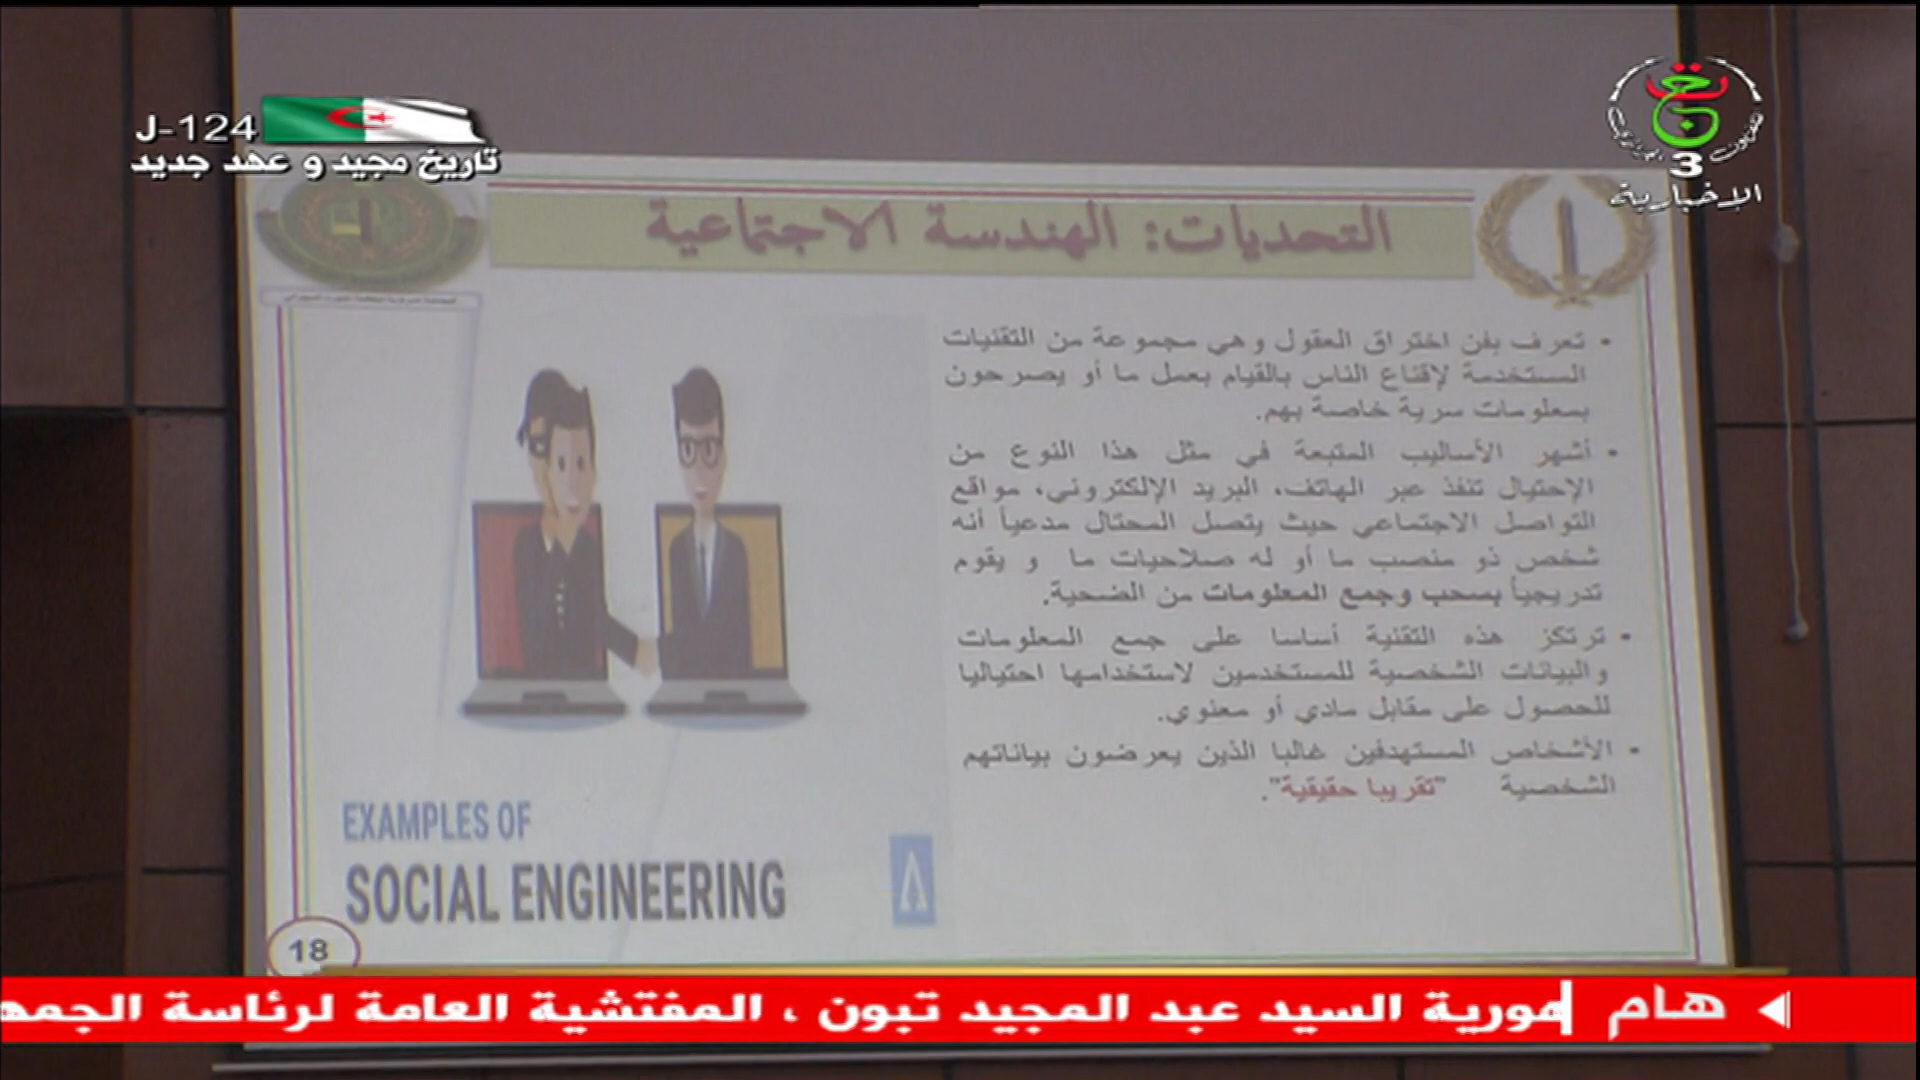 J-124
تاريخ مجيد و عهد جديد
3
الإخبارية
التحديات: الهندسة الاجتماعية
• تعرف بفن اختراق العقول وهي مجموعة من التقنيات
المستخدمة لإقناع الناس بالقيام بعمل ما أو يصرحون
بمعلومات سرية خاصة بهم.
• أشهر الأساليب المتبعة في مثل هذا النوع من
الإحتيال تنفذ عبر الهاتف، البريد الإلكتروني، مواقع
التواصل الاجتماعي حيث يتصل المحتال مدعياً أنه
شخص ذو منصب ما أو له صلاحيات ما و يقوم
تدريجياً بسحب وجمع المعلومات من الضحية.
• ترتكز هذه التقنية أساسا على جمع المعلومات
والبيانات الشخصية للمستخدمين لاستخدامها احتياليا
للحصول على مقابل مادي أو معنوي.
• الأشخاص المستهدفين غالبا الذين يعرضون بياناتهم
الشخصية "تقريبا حقيقية".
EXAMPLES OF
SOCIAL ENGINEERING
18
هام
مورية السيد عبد المجيد تبون ، المفتشية العامة لرئاسة الجمه